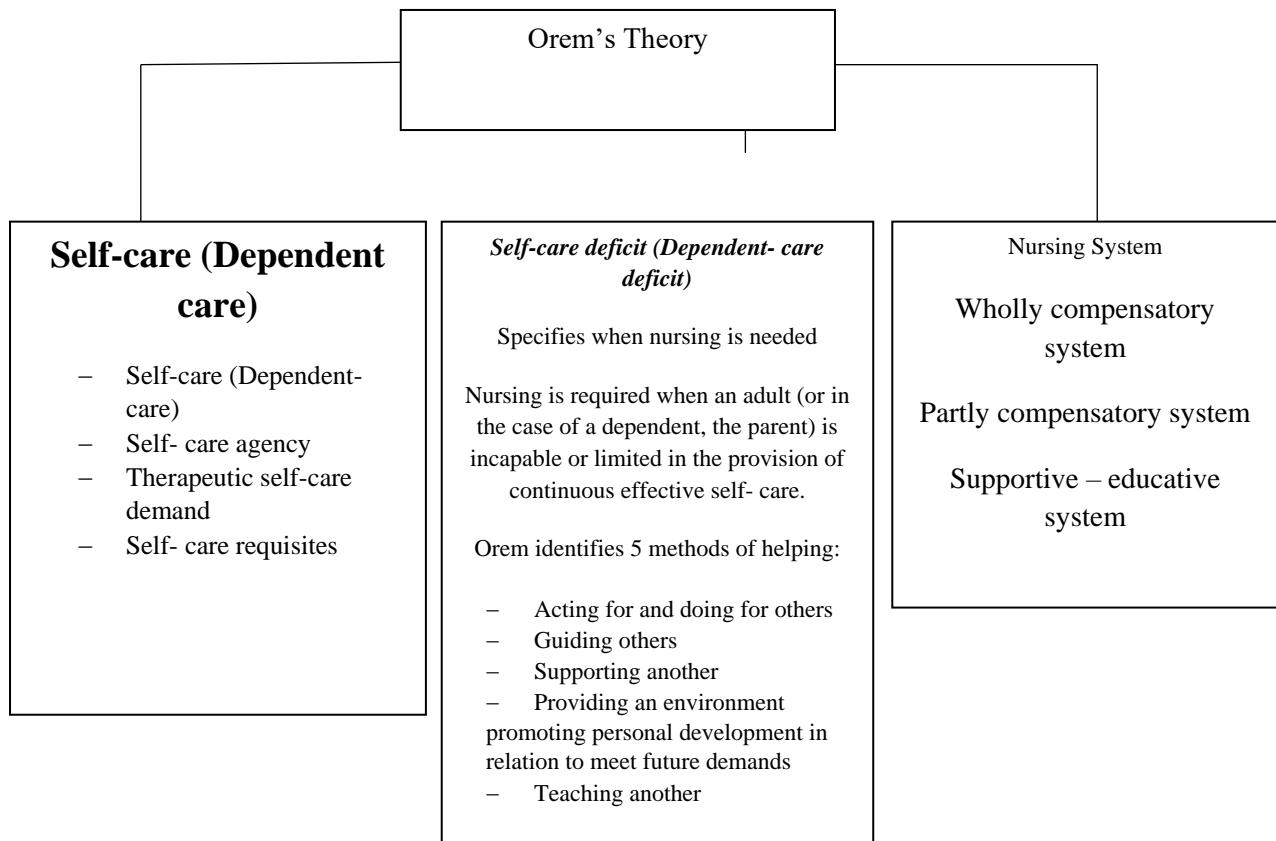 Orem’s Theory
Self-care (Dependent
care)
– Self-care (Dependent-
care)
– Self- care agency
– Therapeutic self-care
demand
– Self- care requisites
Self-care deficit (Dependent- care
deficit)
Specifies when nursing is needed
Nursing is required when an adult (or in
the case of a dependent, the parent) is
incapable or limited in the provision of
continuous effective self- care.
Orem identifies 5 methods of helping:
– Acting for and doing for others
– Guiding others
– Supporting another
– Providing an environment
promoting personal development in
relation to meet future demands
– Teaching another
Nursing System
Wholly compensatory
system
Partly compensatory system
Supportive – educative
system